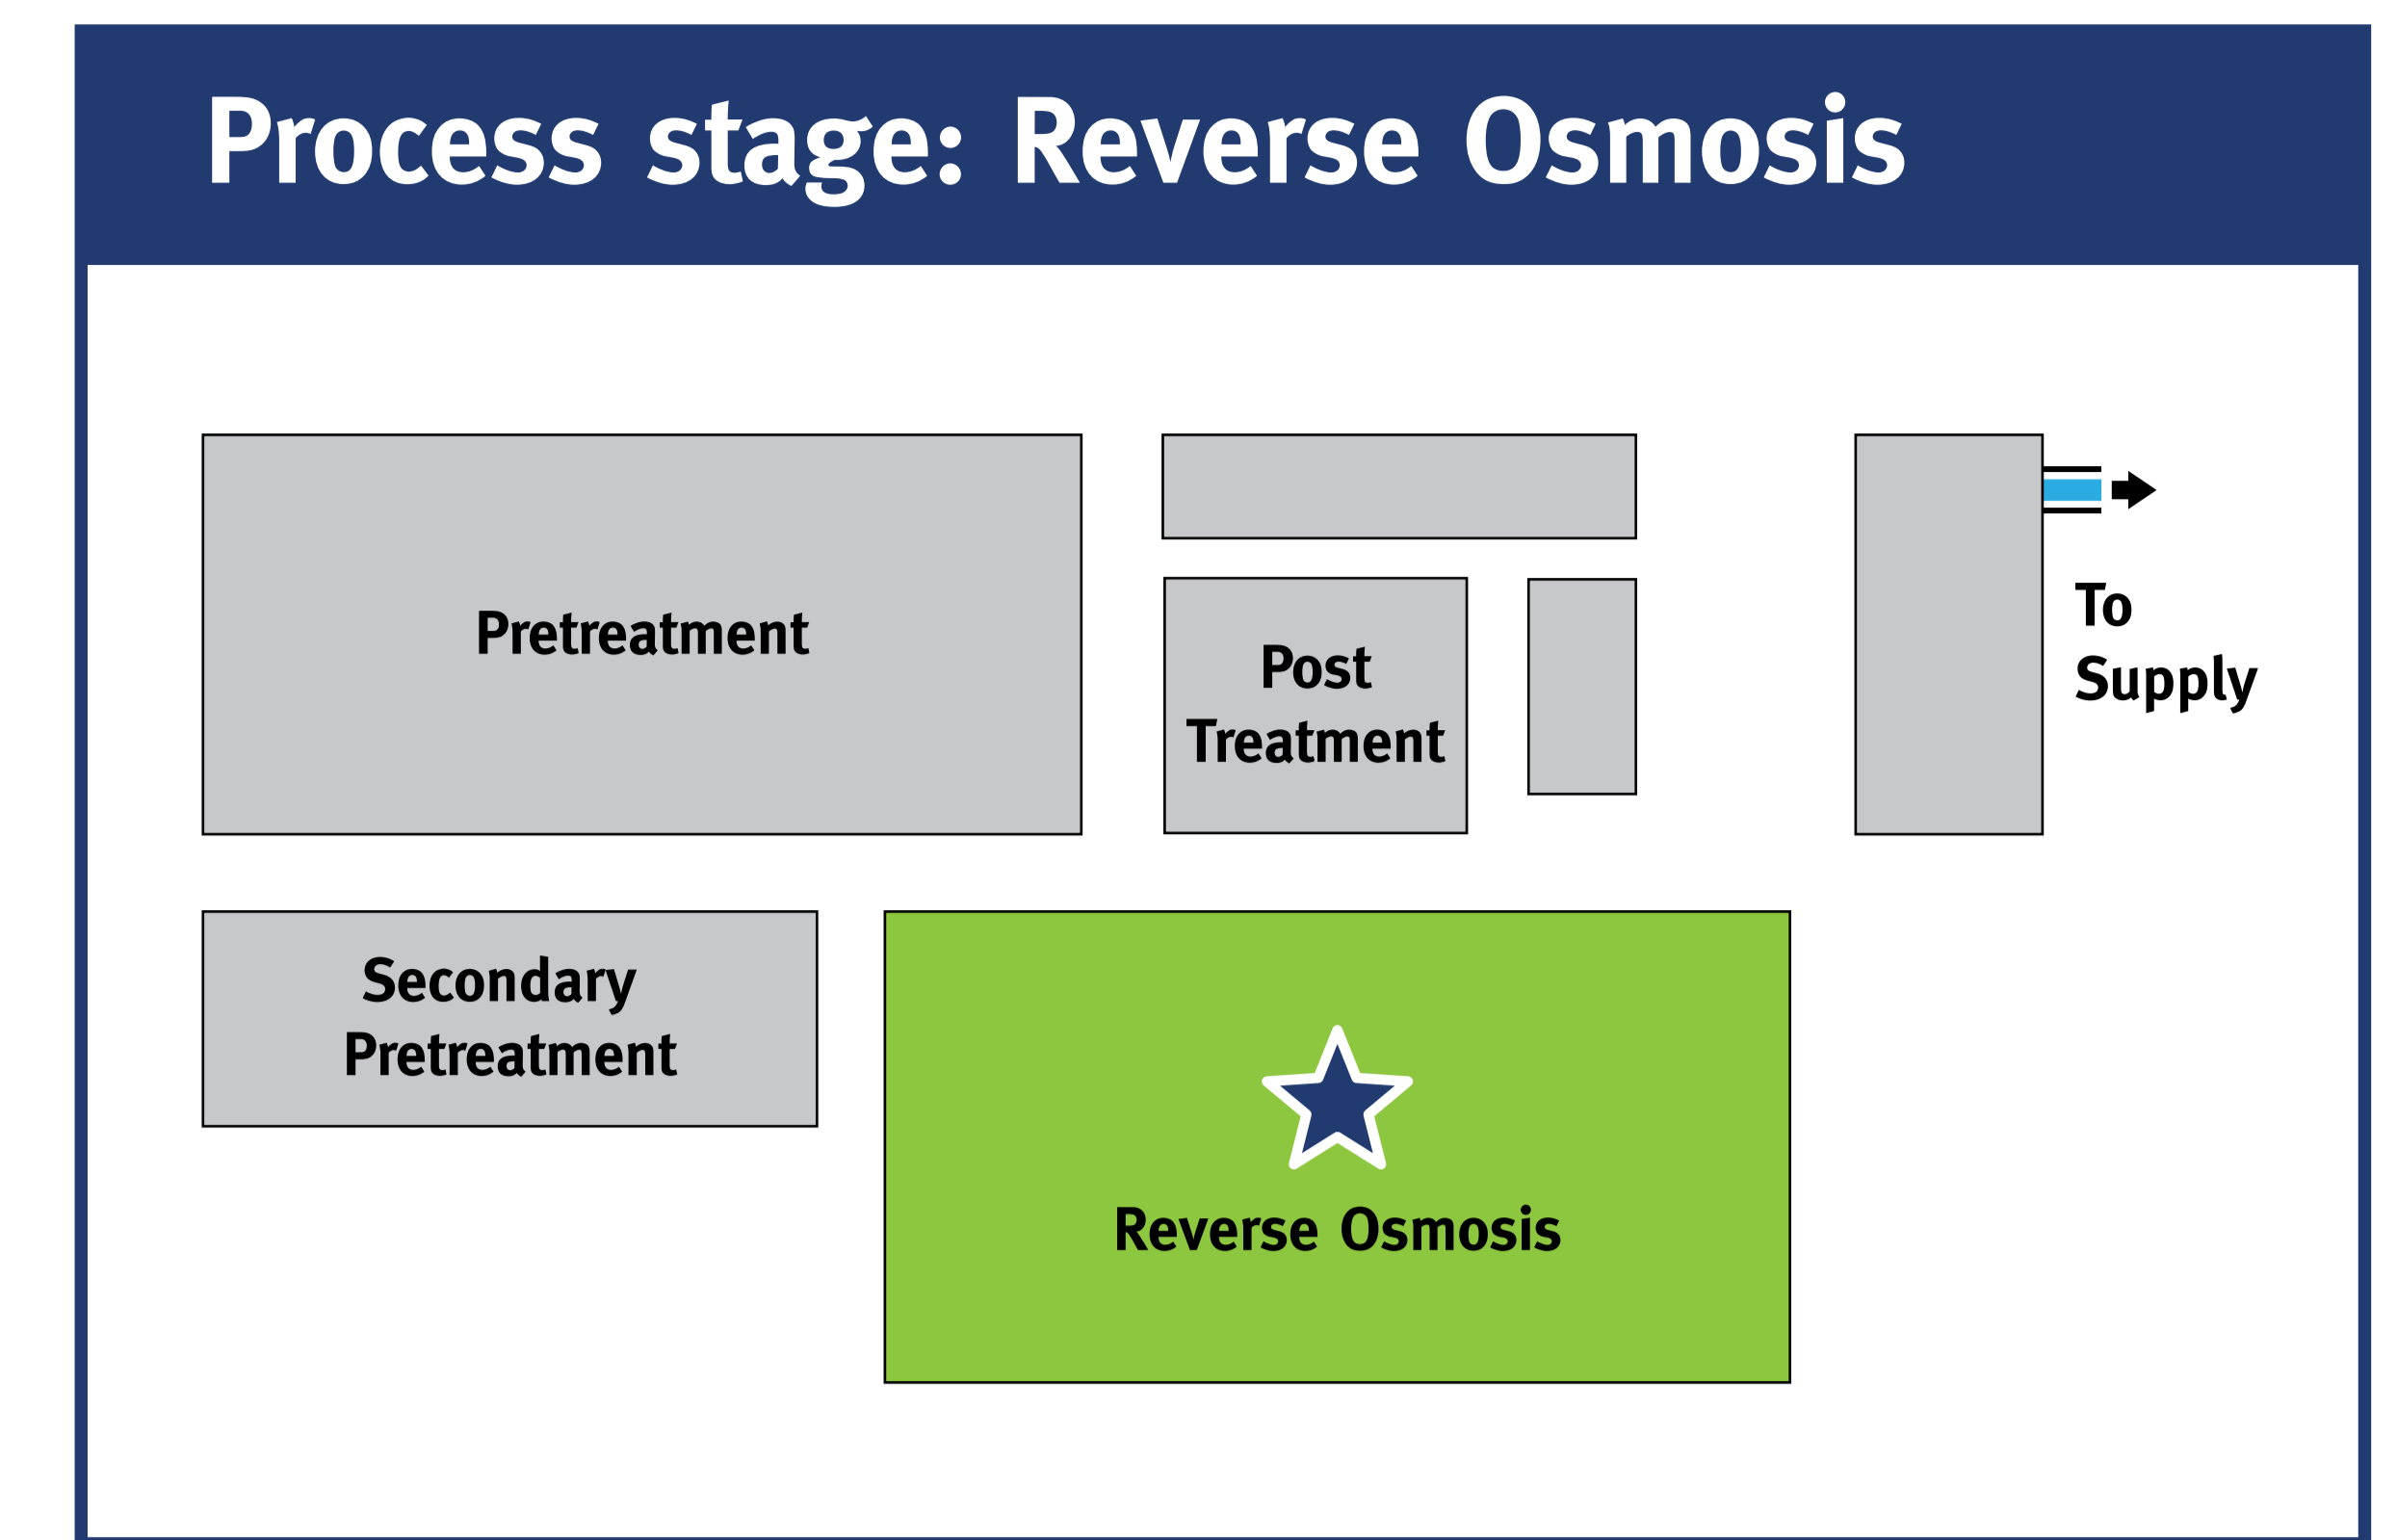 Process stage: Reverse Osmosis
Pretreatment
Post
Treatment
To
Supply
Secondary
Pretreatment
Reverse Osmosis